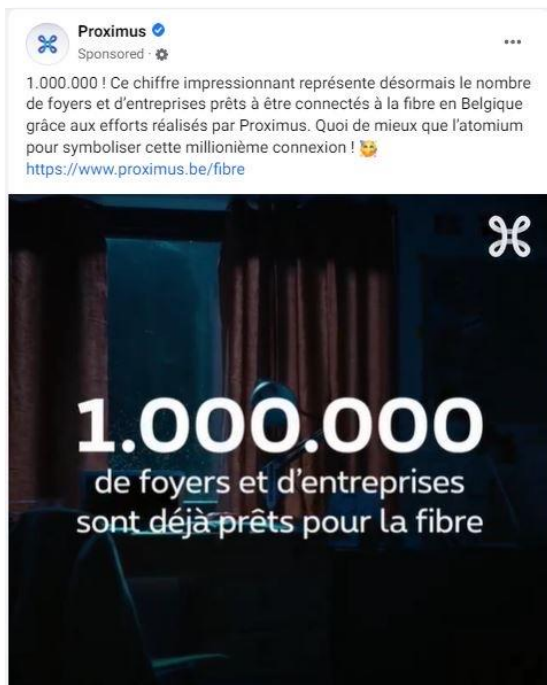 Proximus
Sponsored ·
1.000.000 ! Ce chiffre impressionnant représente désormais le nombre
de foyers et d'entreprises prêts à être connectés à la fibre en Belgique
grâce aux efforts réalisés par Proximus. Quoi de mieux que l'atomium
pour symboliser cette millionième connexion ! 🥰
https://www.proximus.be/fibre
1.000.000
de foyers et d'entreprises
sont déjà prêts pour la fibre